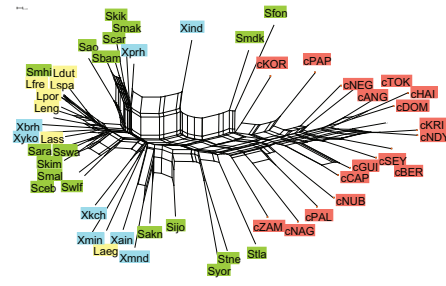 Skik
Sfon
Smak
Xind
Scar
Smdk
Sao
Xprh
cKOR
cPAP
Sbam
Smhi
Ldut
cTOK
cNEG
Lfre
Lspa
cHAI
cANG
Lpor
cDOM
Leng
Xbrh
cKRI
Xyko
Lass
cNDY
Sara
Swa
Skim
cSEY
cGUI
Smal
cBER
cCAP
Sceb
Swlf
cNUB
Xkch
cPAL
Sijo
cZAM
Sakn
cNAG
Xmin
Xain
Laeg
Xmnd
Stne
Stla
Syor